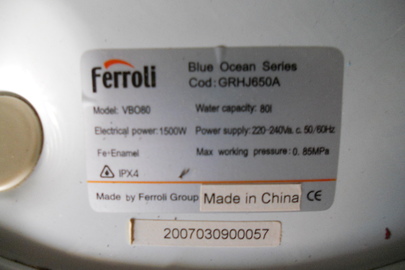 Ferroli
Blue Ocean Series
Cod:GRHJ650A
Model: VBO80
Water capacity: 80l
Electrical power:1500W
Power supply:220-240Va.c.50/60Hz
Fe-Enamel
Max working pressure:0.85MPa
IPX4
Made by Ferroli Group
Made in China CE
2007030900057